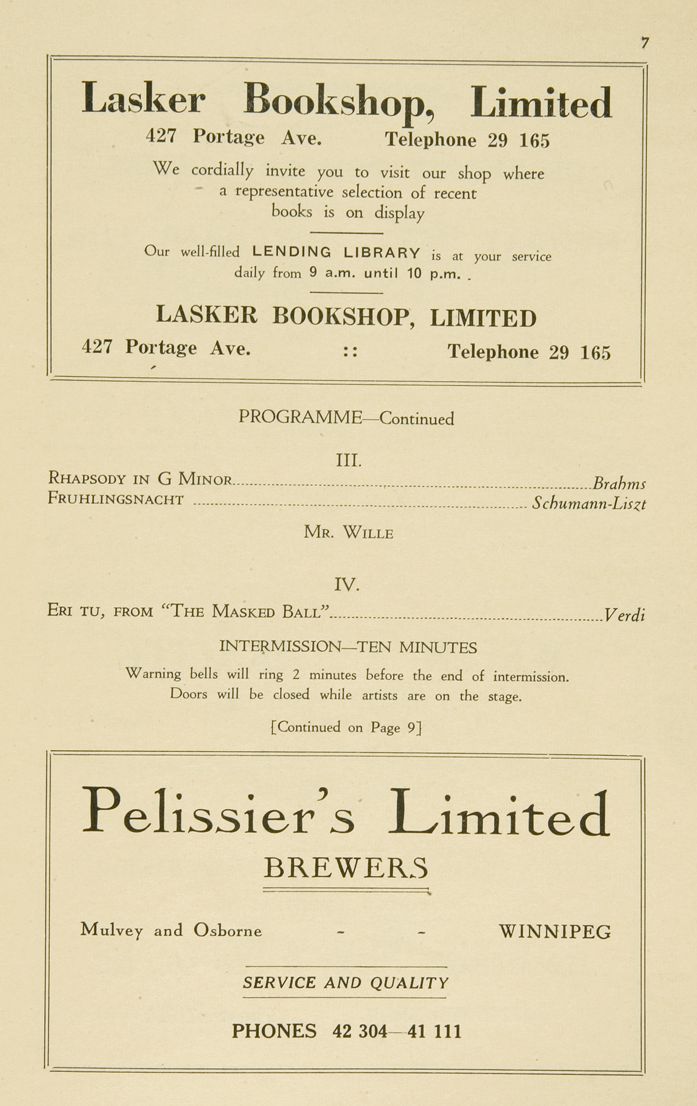 7
Lasker Bookshop, Limited
427 Portage Ave. Telephone 29 165
We cordially invite you to visit our shop where
a representative selection of recent
books is on display
Our well-filled LENDING LIBRARY is at your service
daily from 9 a.m. until 10 p.m. .
LASKER BOOKSHOP, LIMITED
427 Portage Ave. :: Telephone 29 165
PROGRAMME—Continued
III.
RHAPSODY IN G MINOR........Brahms
FRUHLINGSNACHT ........ Schumann-Liszt
MR. WILLE
IV.
ERI TU, FROM "THE MASKED BALL"........Verdi
INTERMISSION—TEN MINUTES
Warning bells will ring 2 minutes before the end of intermission.
Doors will be closed while artists are on the stage.
[Continued on Page 9]
Pelissier's Limited
BREWERS
Mulvey and Osborne - - WINNIPEG
SERVICE AND QUALITY
PHONES 42 304—41 111